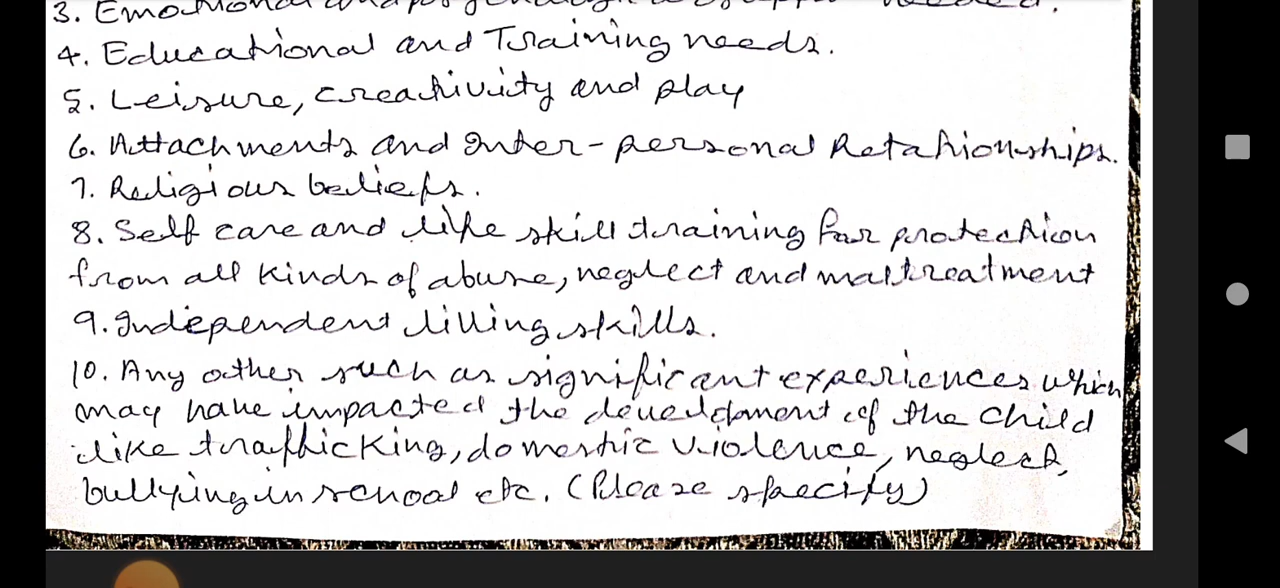 3. Emotional and needed.
4. Educational and Training needs.
5. Leisure, creativity and play
6. Attachments and Inter-personal Relationships.
7. Religious beliefs.
8. Self care and life skill training for protection
from all kinds of abuse, neglect and maltreatment
9. Independent living skills.
10. Any other such as significant experiences which
may have impacted the development of the child
like trafficking, domestic violence, neglect,
bullying in school etc. (Please specify)